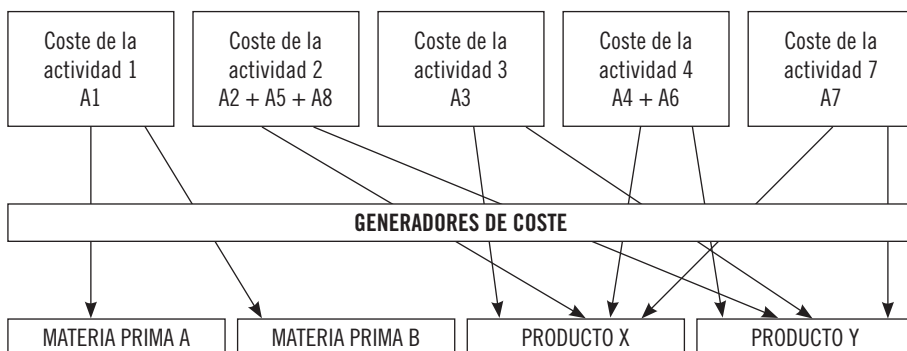 Coste de la
actividad 1
A1
Coste de la
actividad 2
A2 + A5 + A8
Coste de la
actividad 3
A3
Coste de la
actividad 4
A4 + A6
Coste de la
actividad 7
A7
GENERADORES DE COSTE
MATERIA PRIMA A
MATERIA PRIMA B
PRODUCTO X
PRODUCTO Y